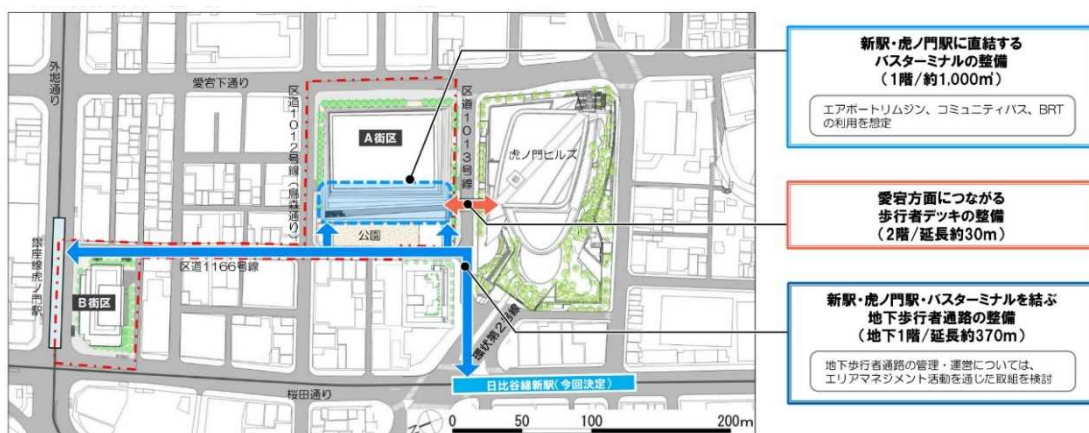 新駅・虎ノ門駅に直結する
バスターミナルの整備
（1階/約1,000㎡）
エアポートリムジン、コミュニティバス、BRT
の利用を想定
愛宕方面につながる
歩行者デッキの整備
（2階/延長約30m）
新駅・虎ノ門駅・バスターミナルを結ぶ
地下歩行者通路の整備
（地下1階/延長約370m）
地下歩行者通路の管理・運営については、
エリアマネジメント活動を通じた取組を検討
外堀通り
愛宕下通り
区道1012号線（鷹森通り）
区道1013号線
A街区
虎ノ門ヒルズ
公園
銀座線虎ノ門駅
区道1166号線
B街区
環状第2号線
桜田通り
日比谷線新駅（今回決定）
0 50 100 200m